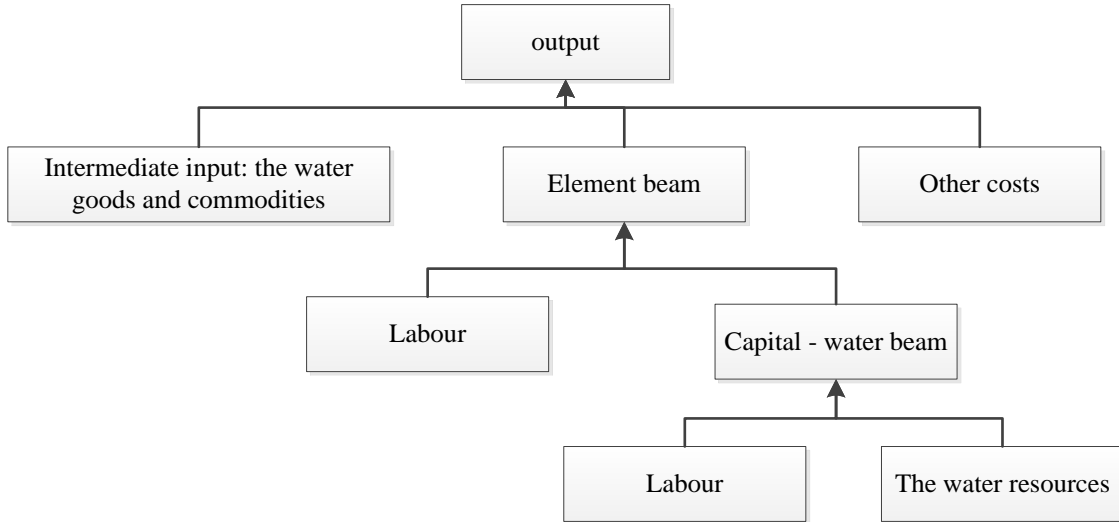 output
Intermediate input: the water
goods and commodities
Element beam
Other costs
Labour
Capital - water beam
Labour
The water resources